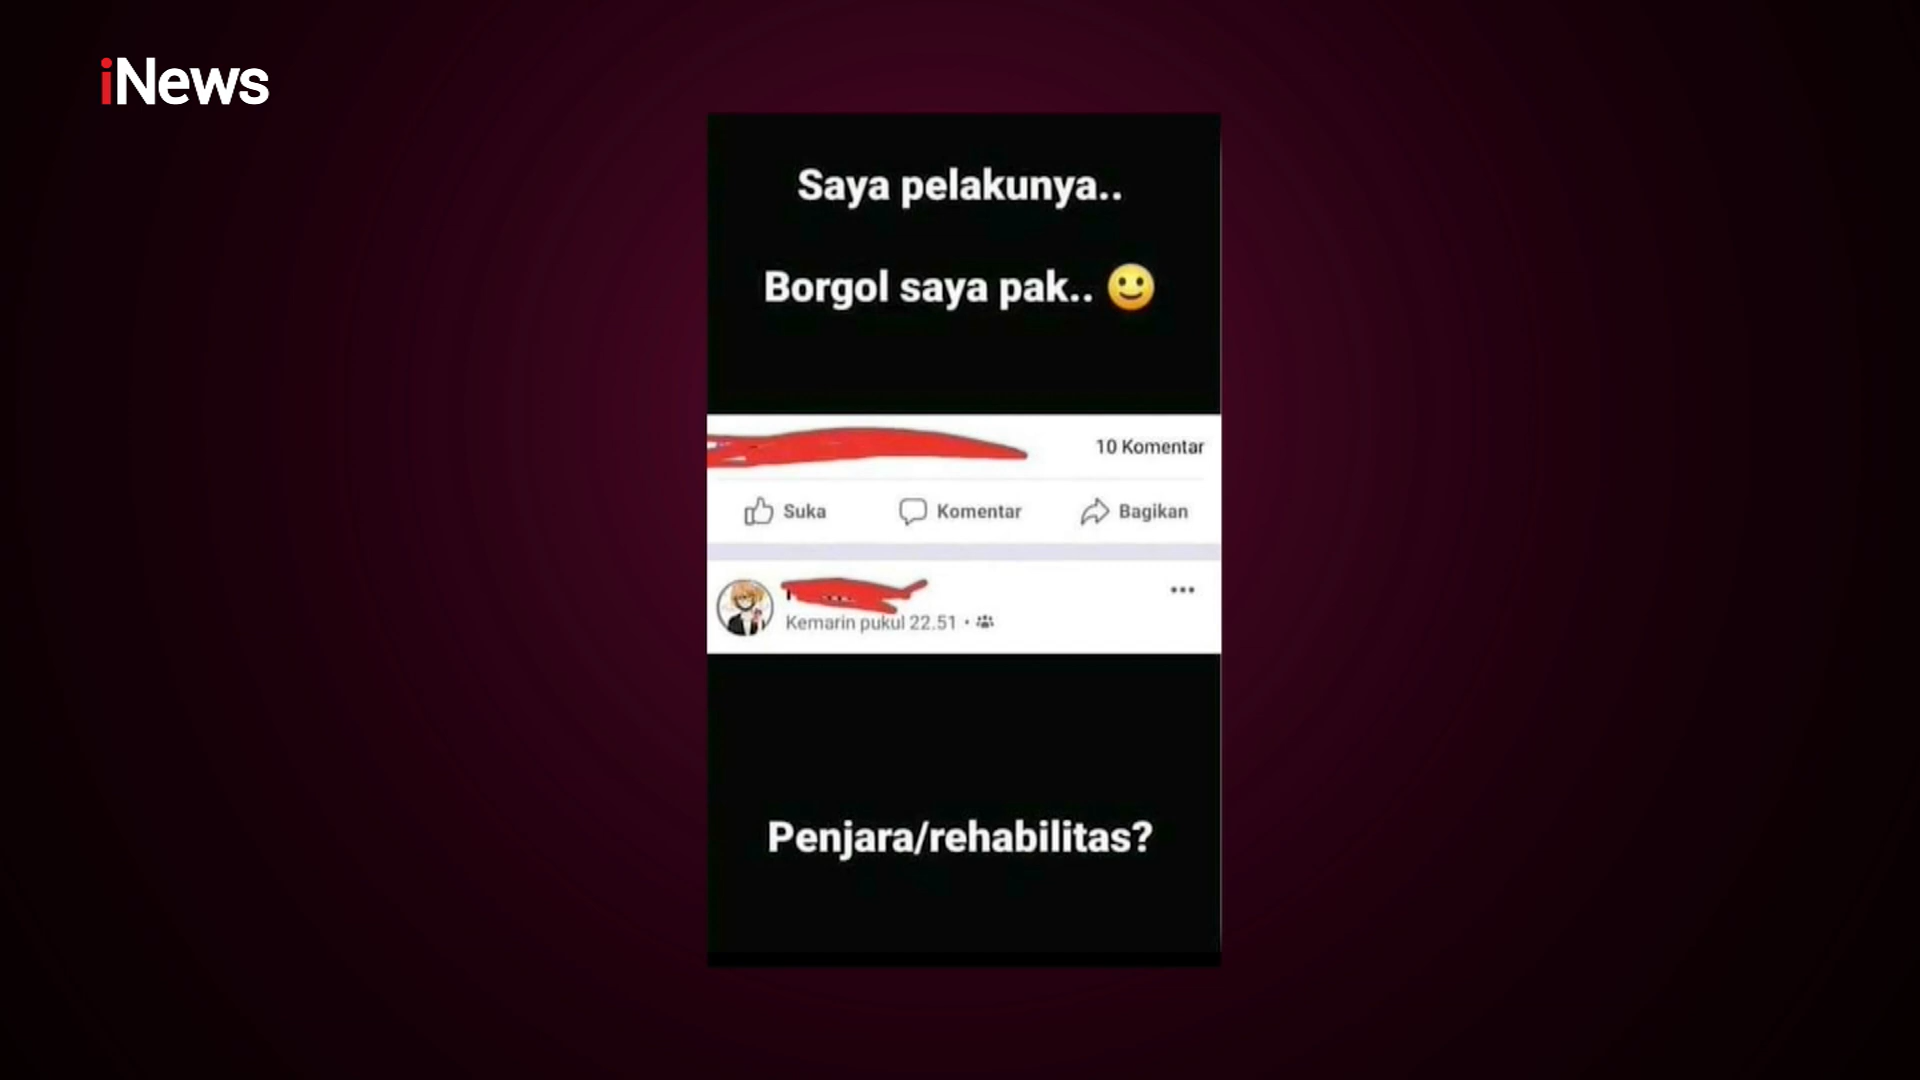 iNews
Saya pelakunya..
Borgol saya pak.. 🙂
10 Komentar
Suka Komentar Bagikan
Kemarin pukul 22.51 •
Penjara/rehabilitas?